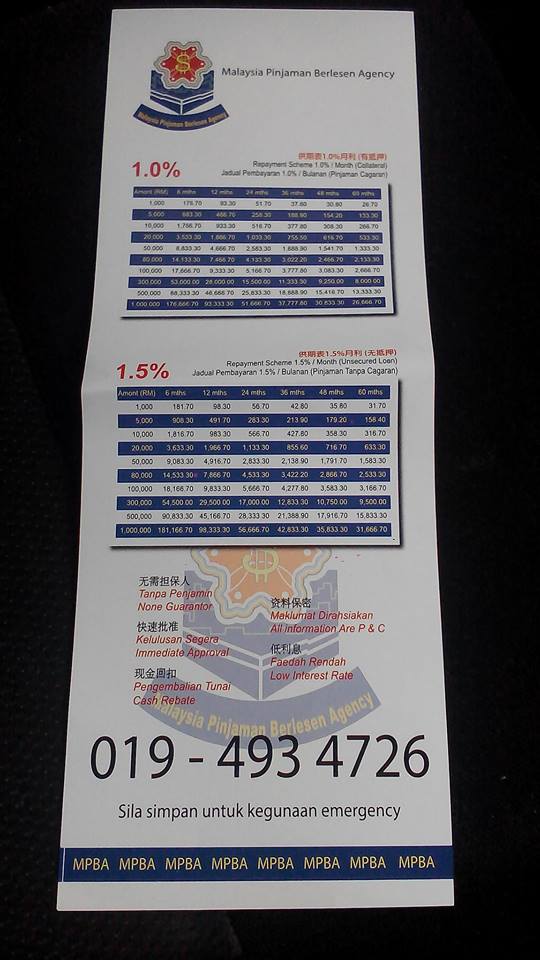 Malaysia Pinjaman Berlesen Agency
Malaysia Pinjaman Berlesen Agency
供期表1.0%月利 (有抵押)
1.0%
Repayment Scheme 1.0% / Month (Collateral)
Jadual Pembayaran 1.0% / Bulanan (Pinjaman Cagaran)
Amont (RM) 6 mths 12 mths 24 mths 36 mths 48 mths 60 mths
1,000 176.70 93.30 51.70 37.80 30.80 26.70
5,000 883.30 466.70 258.30 188.90 154.20 133.30
10,000 1,766.70 933.30 516.70 377.80 308.30 266.70
20,000 3,533.30 1,866.70 1,033.30 755.50 616.70 533.30
50,000 8,833.30 4,666.70 2,583.30 1,888.90 1,541.70 1,333.30
80,000 14,133.30 7,466.70 4,133.30 3,022.20 2,466.70 2,133.30
100,000 17,666.70 9,333.30 5,166.70 3,777.80 3,083.30 2,666.70
300,000 53,000.00 28,000.00 15,500.00 11,333.30 9,250.00 8,000.00
500,000 88,333.30 46,666.70 25,833.30 18,888.90 15,416.70 13,333.30
1,000,000 176,666.70 93,333.30 51,666.70 37,777.80 30,833.30 26,666.70
供期表1.5%月利 (无抵押)
1.5%
Repayment Scheme 1.5% / Month (Unsecured Loan)
Jadual Pembayaran 1.5% / Bulanan (Pinjaman Tanpa Cagaran)
Amont (RM) 6 mths 12 mths 24 mths 36 mths 48 mths 60 mths
1,000 181.70 98.30 56.70 42.80 35.80 31.70
5,000 908.30 491.70 283.30 213.90 179.20 158.40
10,000 1,816.70 983.30 566.70 427.80 358.30 316.70
20,000 3,633.30 1,966.70 1,133.30 855.60 716.70 633.30
50,000 9,083.30 4,916.70 2,833.30 2,138.90 1,791.70 1,583.30
80,000 14,533.30 7,866.70 4,533.30 3,422.20 2,866.70 2,533.30
100,000 18,166.70 9,833.30 5,666.70 4,277.80 3,583.30 3,166.70
300,000 54,500.00 29,500.00 17,000.00 12,833.30 10,750.00 9,500.00
500,000 90,833.30 45,166.70 28,333.30 21,388.90 17,916.70 15,833.30
1,000,000 181,166.70 98,333.30 56,666.70 42,833.30 35,833.30 31,666.70
无需担保人
Tanpa Penjamin
None Guarantor
快速批准
Kelulusan Segera
Immediate Approval
现金回扣
Pengembalian Tunai
Cash Rebate
资料保密
Maklumat Dirahsiakan
All Information Are P & C
低利息
Faedah Rendah
Low Interest Rate
Malaysia Pinjaman Berlesen Agency
019 - 493 4726
Sila simpan untuk kegunaan emergency
MPBA MPBA MPBA MPBA MPBA MPBA MPBA MPBA